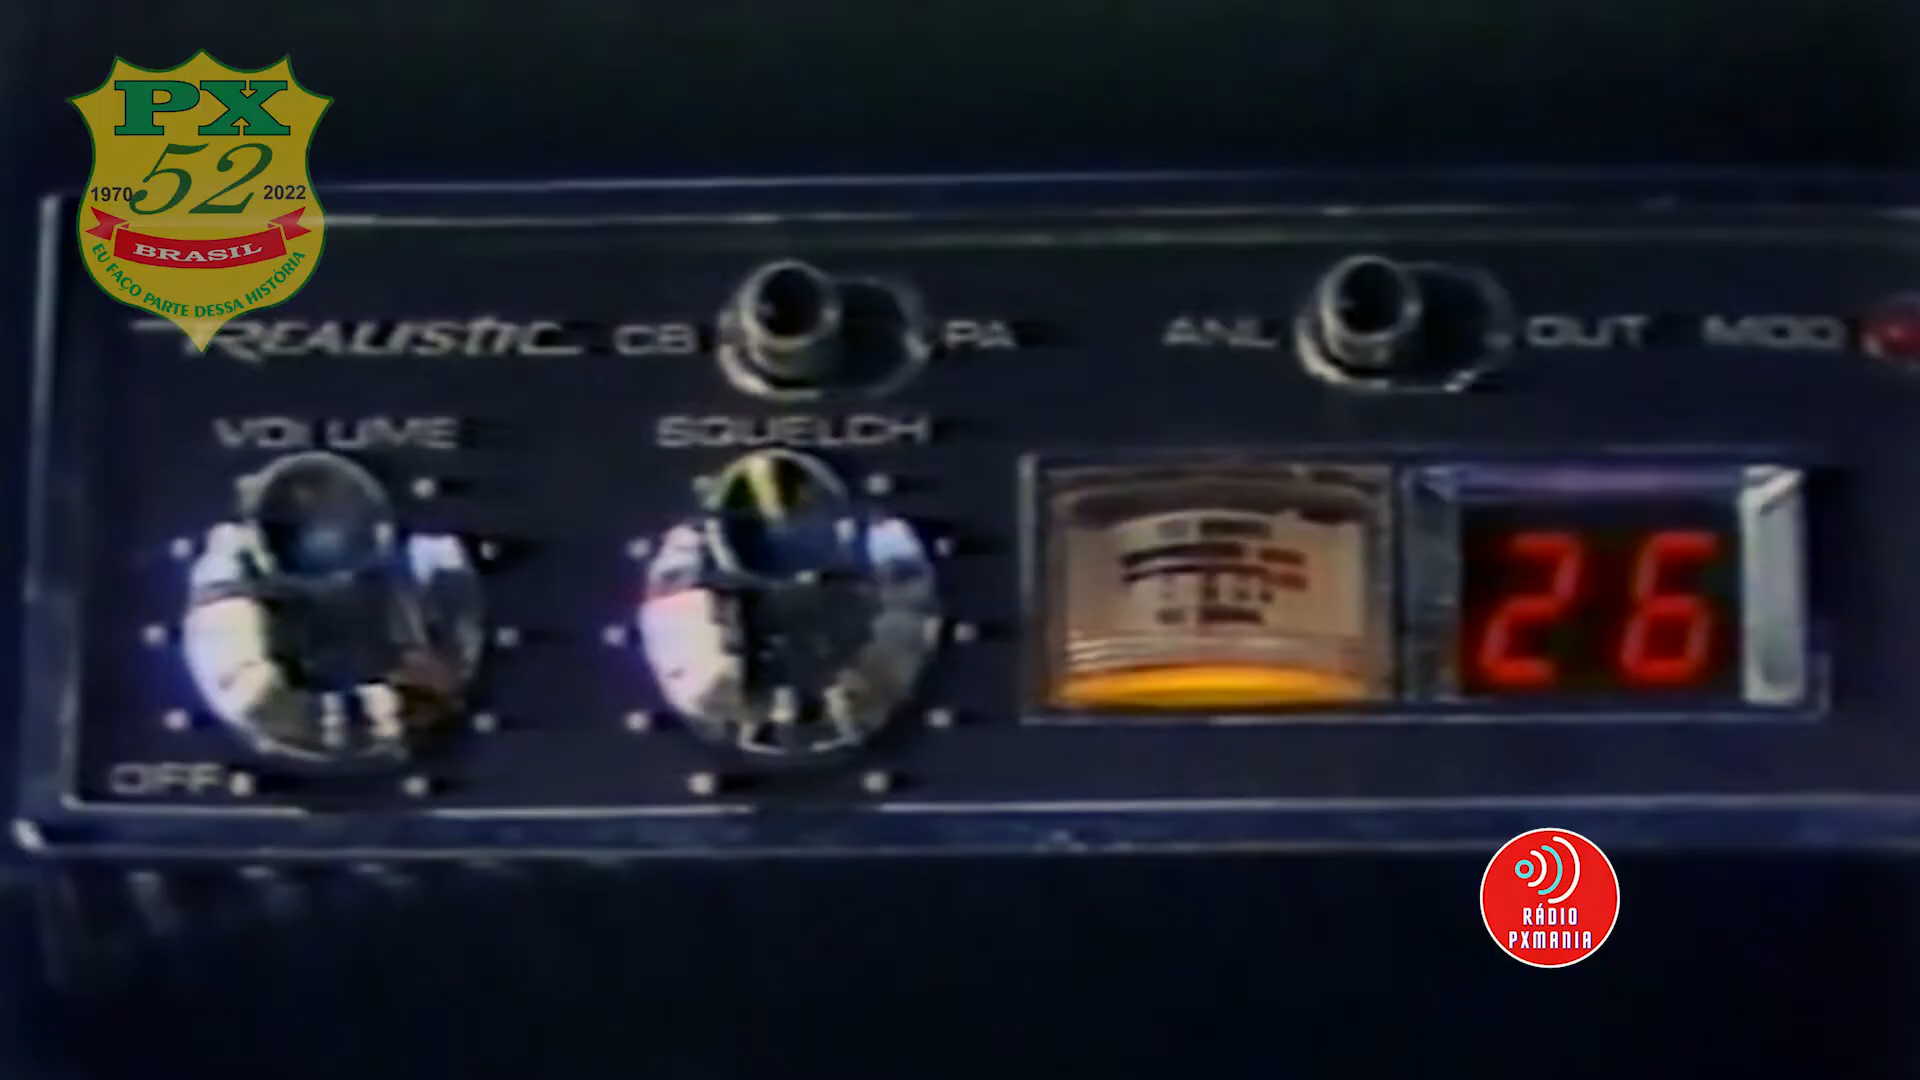 PX
52
1970
2022
BRASIL
EU FAÇO PARTE DESSA HISTÓRIA
REALISTIC
CB
PA
ANL
OUT
MOD
VOLUME
SQUELCH
26
OFF
RÁDIO
PXMANIA